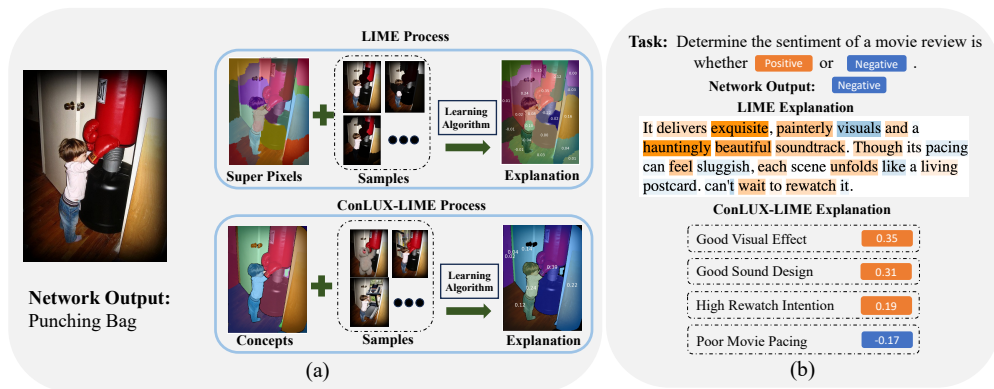 LIME Process
Super Pixels
Samples
Learning
Algorithm
Explanation
ConLUX-LIME Process
Concepts
Samples
Learning
Algorithm
Explanation
Network Output:
Punching Bag
(a)
Task: Determine the sentiment of a movie review is
whether Positive or Negative .
Network Output: Negative
LIME Explanation
It delivers exquisite, painterly visuals and a
hauntingly beautiful soundtrack. Though its pacing
can feel sluggish, each scene unfolds like a living
postcard. can't wait to rewatch it.
ConLUX-LIME Explanation
Good Visual Effect 0.35
Good Sound Design 0.31
High Rewatch Intention 0.19
Poor Movie Pacing -0.17
(b)